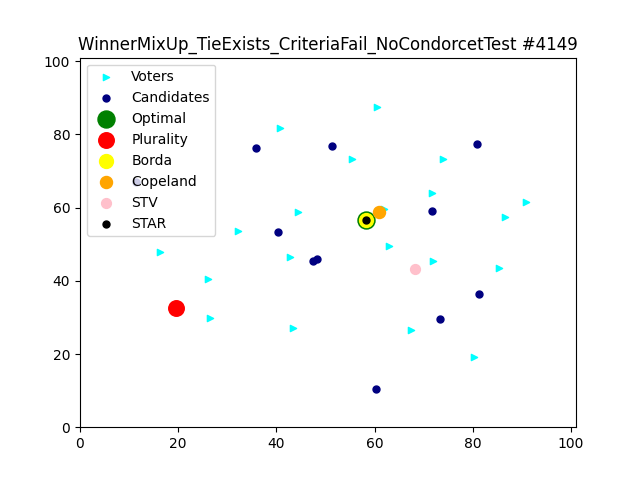 WinnerMixUp_TieExists_CriteriaFail_NoCondorcetTest #4149
100
80
60
40
20
0
0 20 40 60 80 100
Voters
Candidates
Optimal
Plurality
Borda
Copeland
STV
STAR